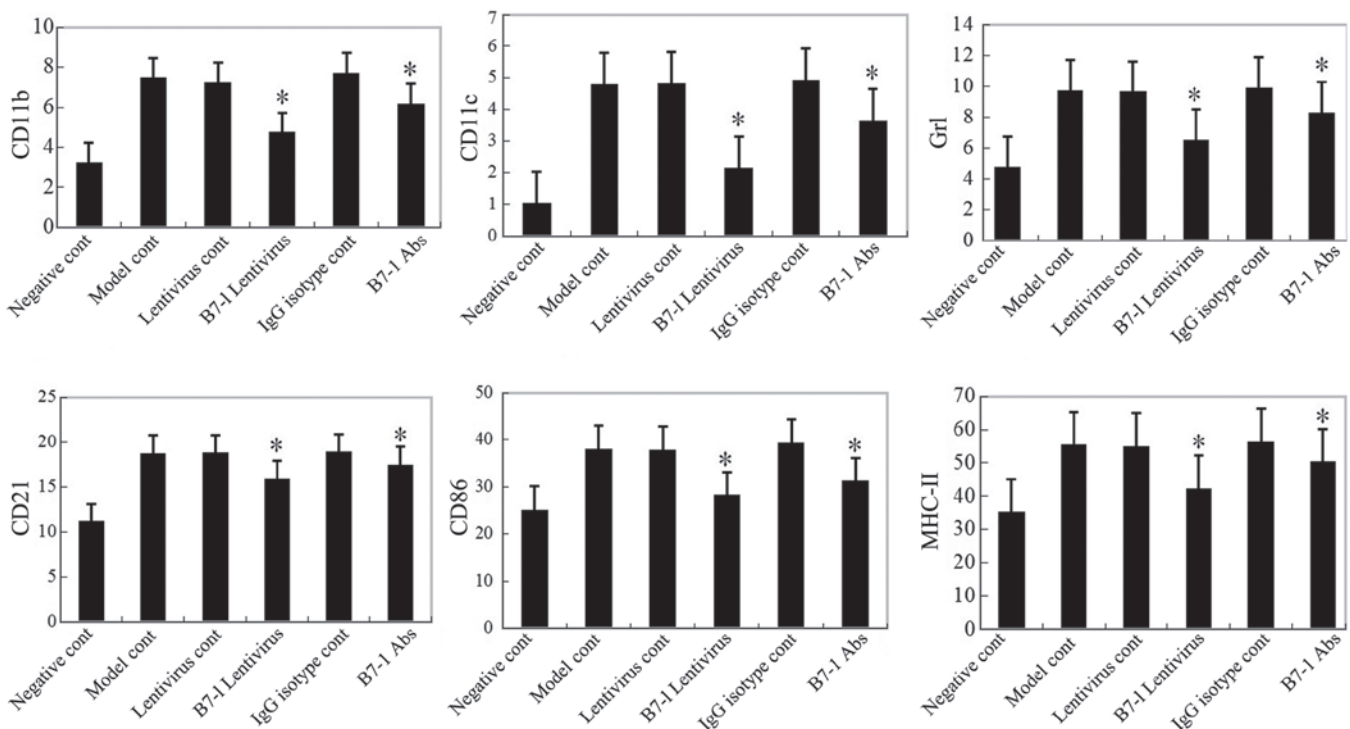 CD11b
10
8
6
4
2
0
*
*
Negative cont
Model cont
Lentivirus cont
B7-1 Lentivirus
IgG isotype cont
B7-1 Abs
CD11c
7
6
5
4
3
2
1
1
*
*
Negative cont
Model cont
Lentivirus cont
B7-1 Lentivirus
IgG isotype cont
B7-1 Abs
Grl
14
12
10
8
6
4
2
0
*
*
Negative cont
Model cont
Lentivirus cont
B7-1 Lentivirus
IgG isotype cont
B7-1 Abs
CD21
25
20
15
10
5
0
*
*
Negative cont
Model cont
Lentivirus cont
B7-1 Lentivirus
IgG isotype cont
B7-1 Abs
CD86
50
40
30
20
10
0
*
*
Negative cont
Model cont
Lentivirus cont
B7-1 Lentivirus
IgG isotype cont
B7-1 Abs
MHC-II
70
60
50
40
30
20
10
0
*
*
Negative cont
Model cont
Lentivirus cont
B7-1 Lentivirus
IgG isotype cont
B7-1 Abs